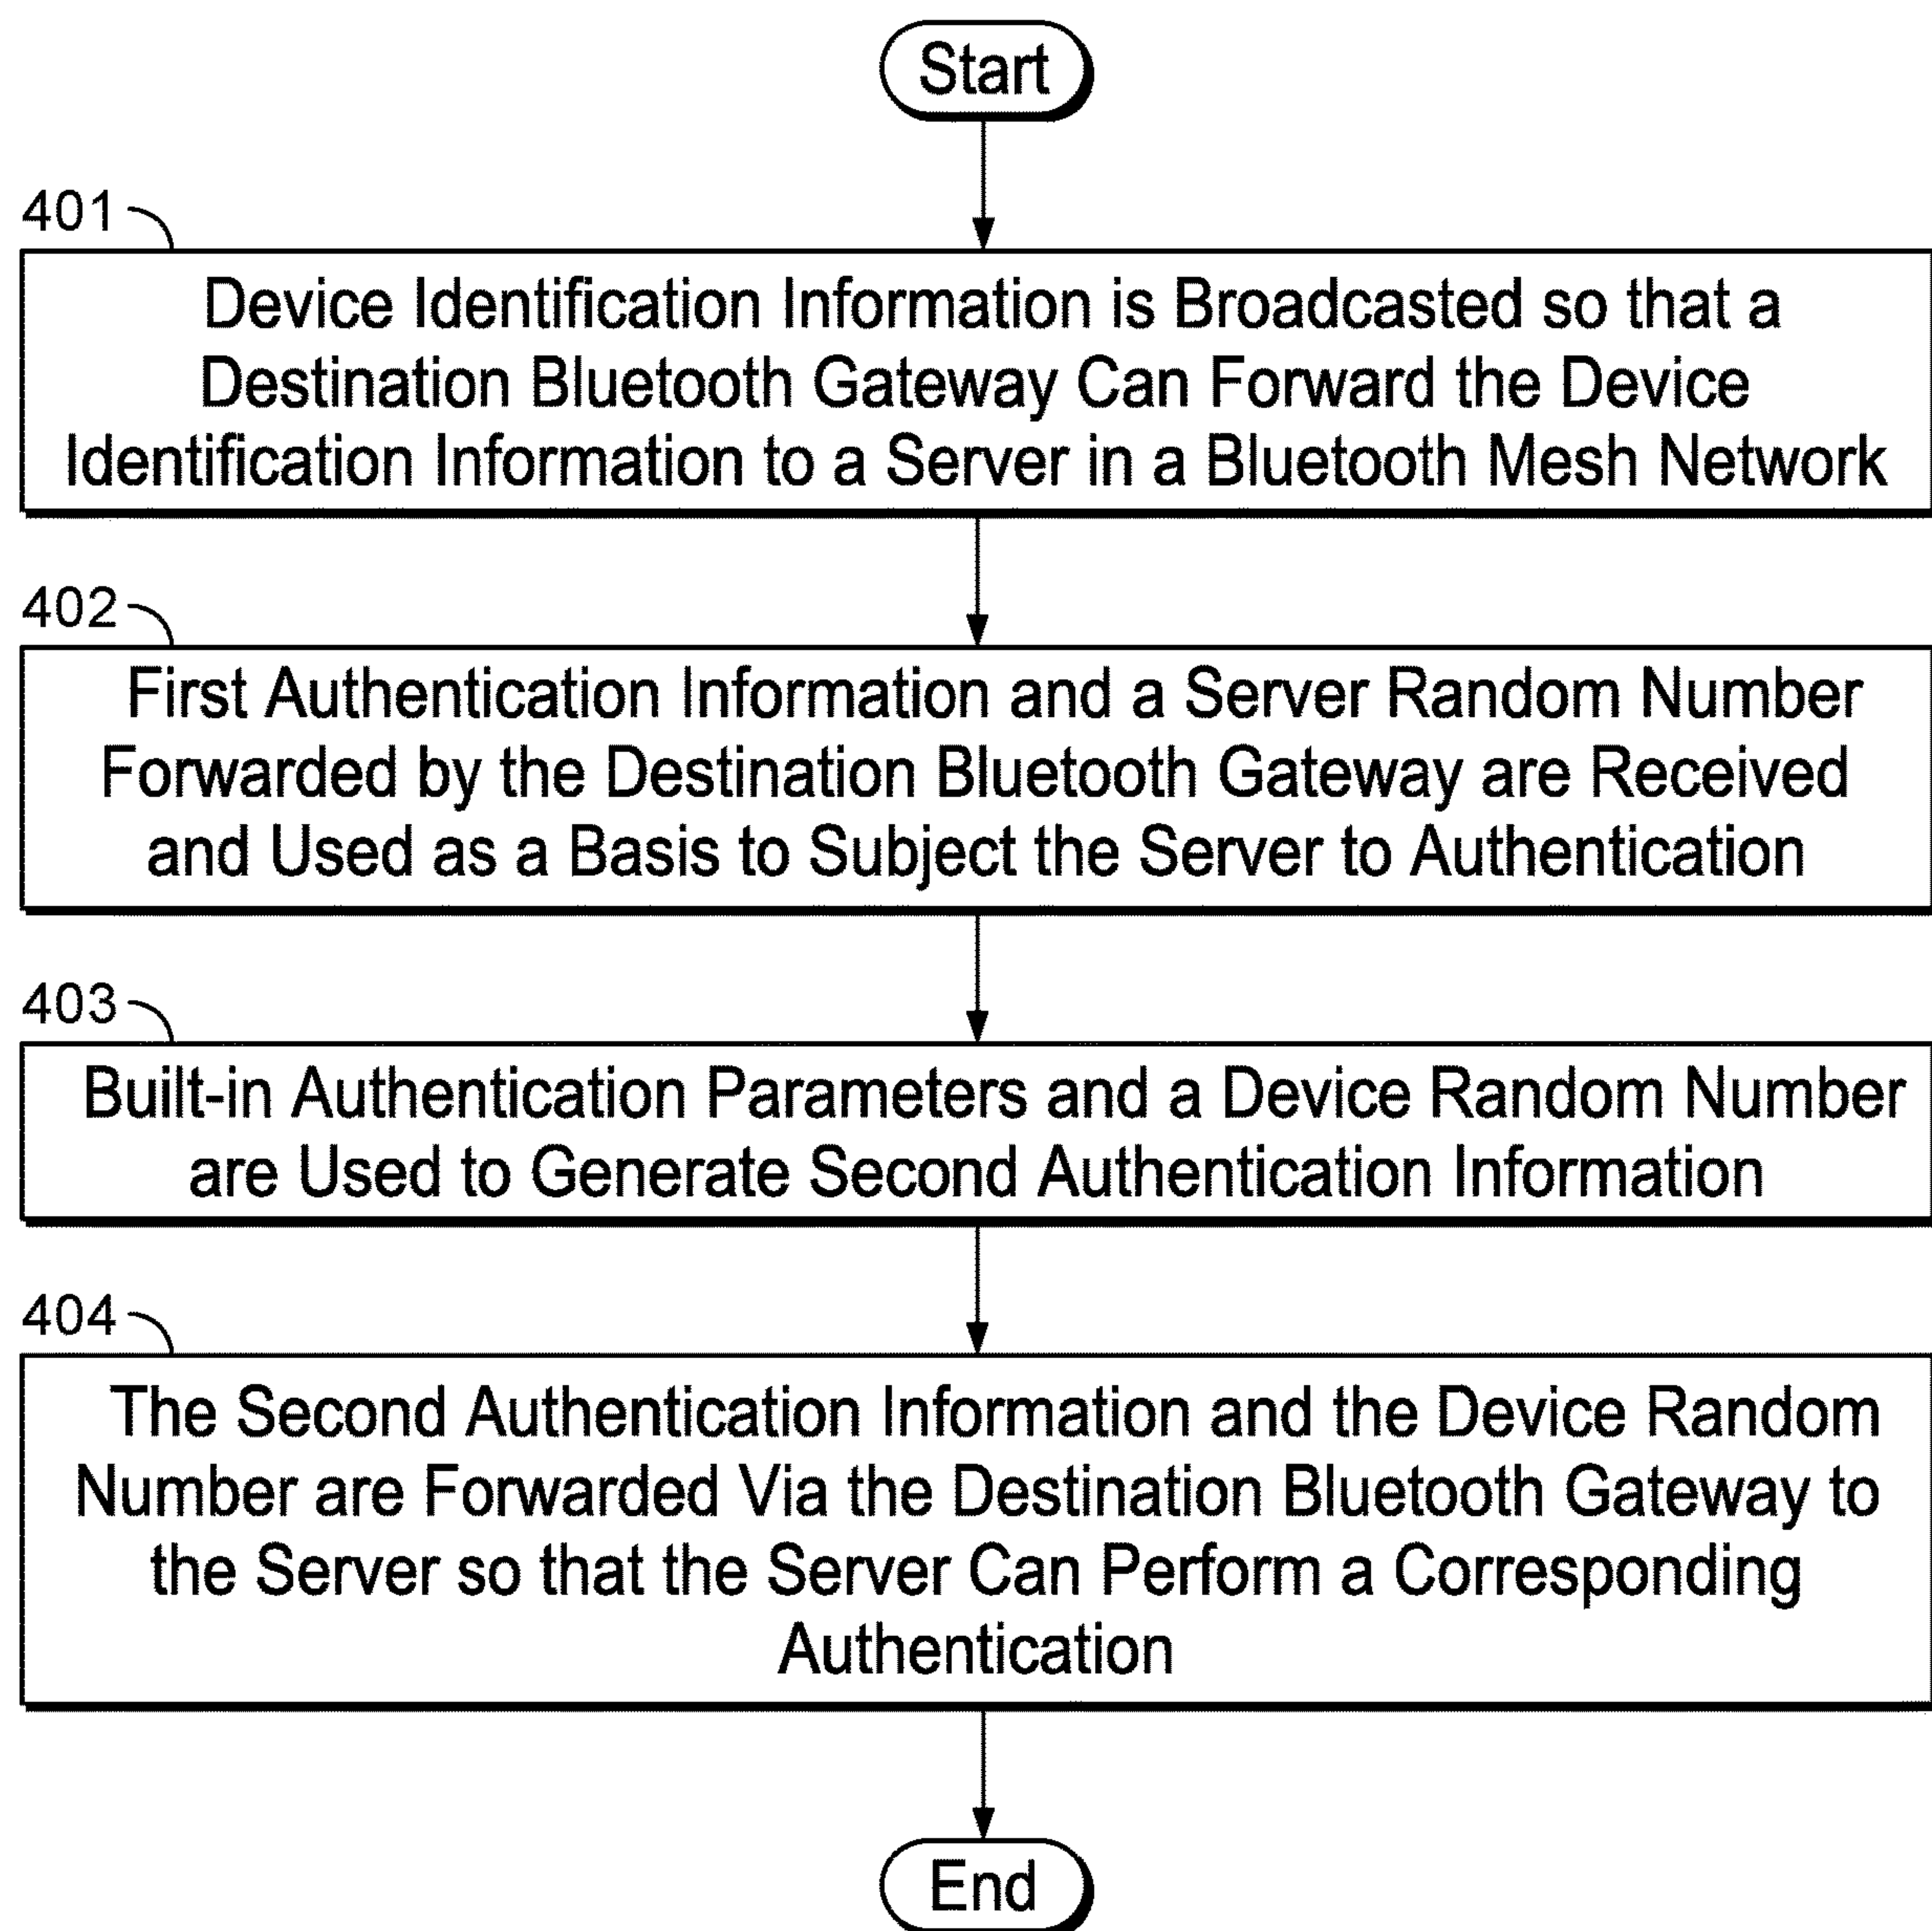 Start
401
Device Identification Information is Broadcasted so that a
Destination Bluetooth Gateway Can Forward the Device
Identification Information to a Server in a Bluetooth Mesh Network
402
First Authentication Information and a Server Random Number
Forwarded by the Destination Bluetooth Gateway are Received
and Used as a Basis to Subject the Server to Authentication
403
Built-in Authentication Parameters and a Device Random Number
are Used to Generate Second Authentication Information
404
The Second Authentication Information and the Device Random
Number are Forwarded Via the Destination Bluetooth Gateway to
the Server so that the Server Can Perform a Corresponding
Authentication
End